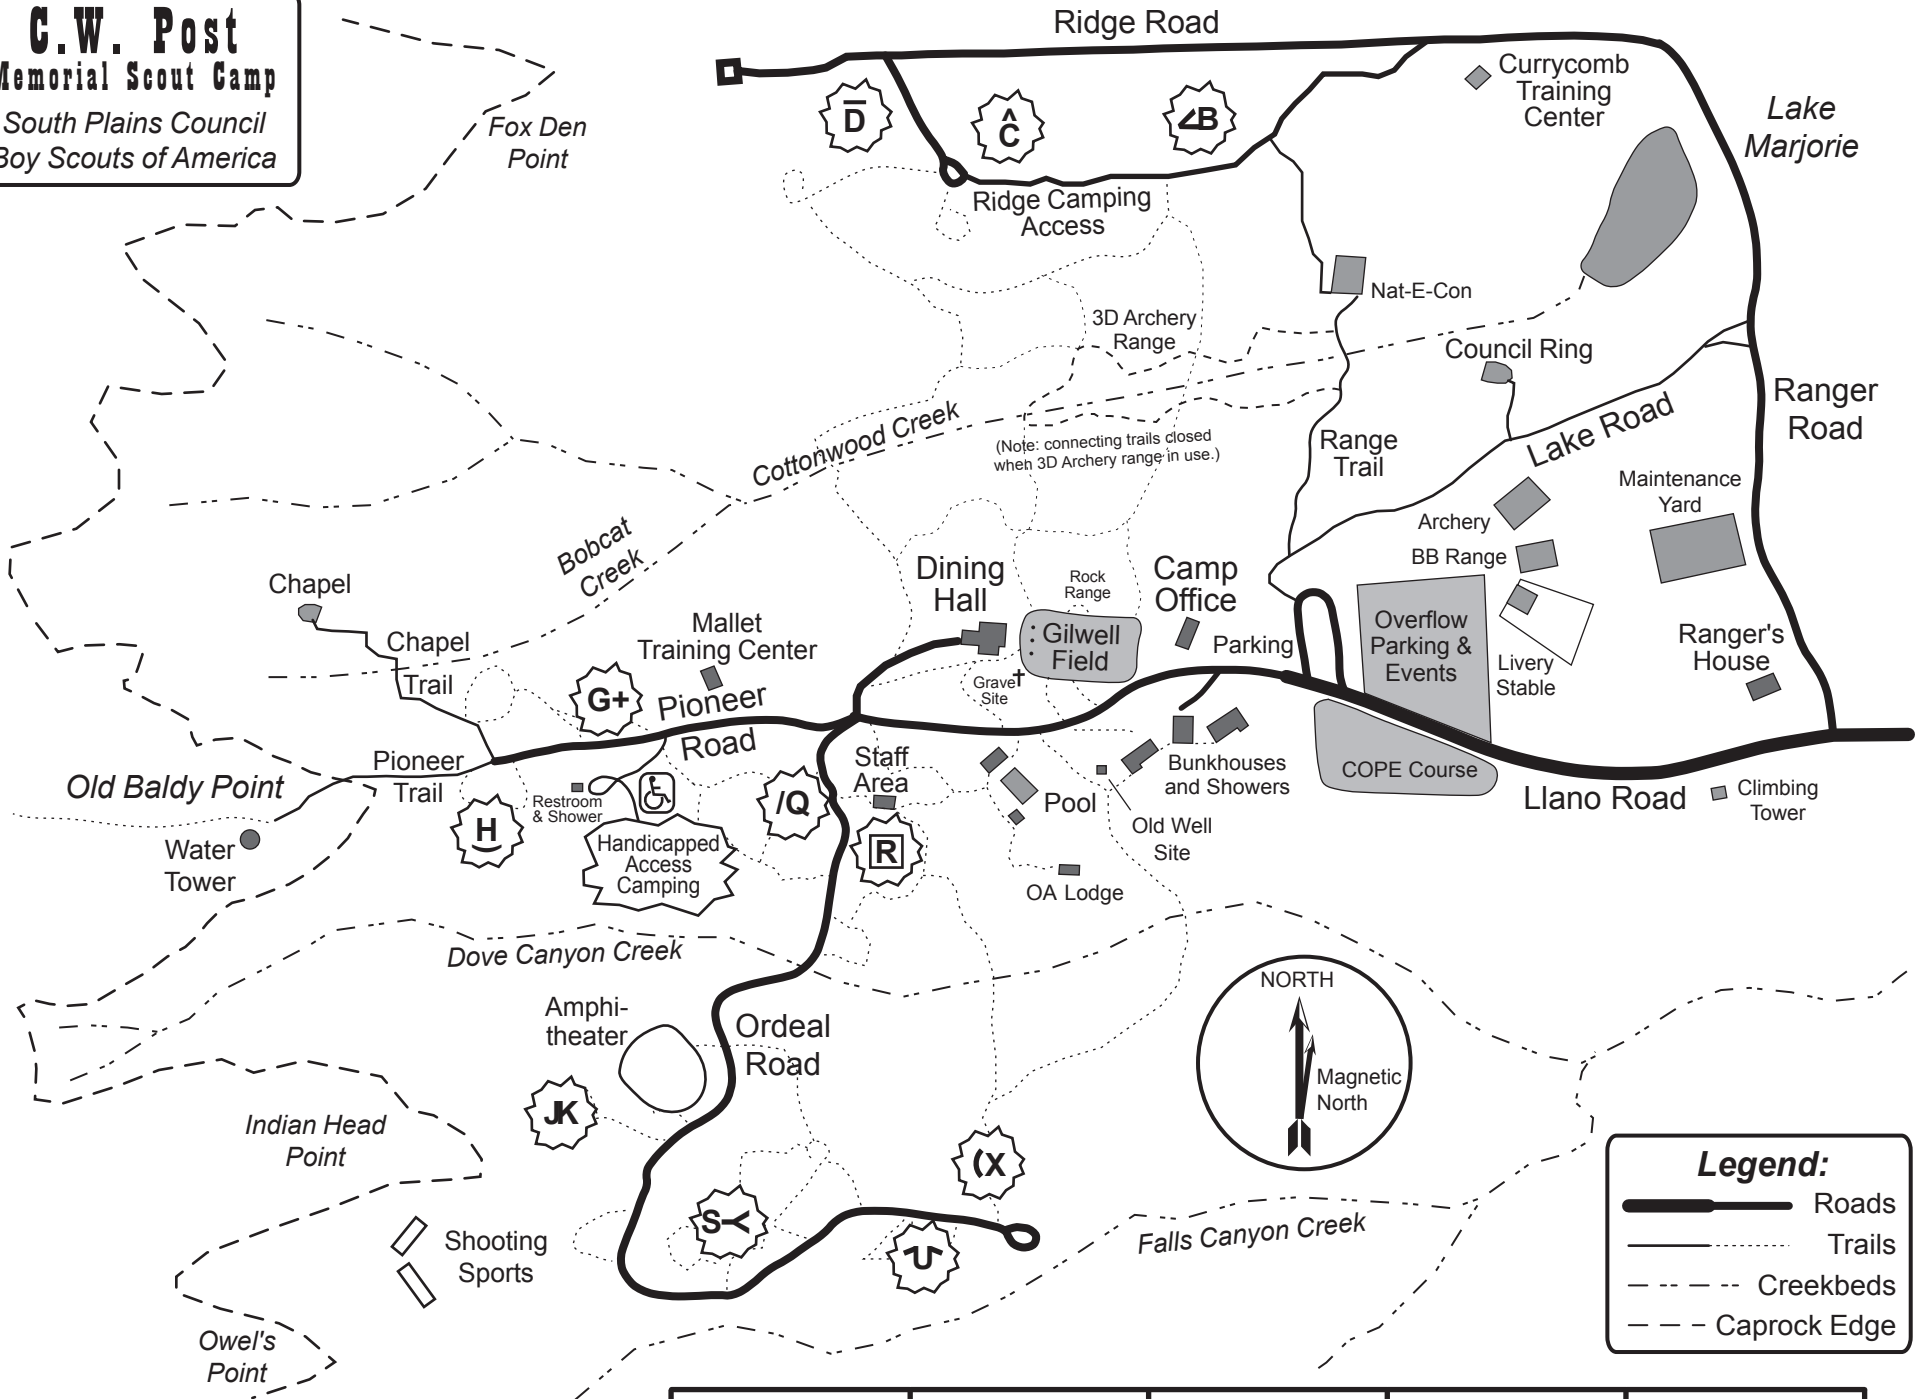 C.W. Post
Memorial Scout Camp
South Plains Council
Boy Scouts of America
Ridge Road
Currycomb
Training
Center
Lake
Marjorie
Fox Den
Point
D
C
∠B
Ridge Camping
Access
Nat-E-Con
3D Archery
Range
Council Ring
Ranger
Road
Cottonwood Creek
(Note: connecting trails closed
when 3D Archery range in use.)
Range
Trail
Lake Road
Maintenance
Yard
Archery
BB Range
Bobcat
Creek
Chapel
Dining
Hall
Rock
Range
Camp
Office
Gilwell
Field
Parking
Overflow
Parking &
Events
Livery
Stable
Ranger's
House
Chapel
Trail
Mallet
Training Center
Grave
Site
G+
Pioneer
Road
Pioneer
Trail
Old Baldy Point
Staff
Area
Bunkhouses
and Showers
COPE Course
Llano Road
Climbing
Tower
Restroom
& Shower
/Q
Pool
Old Well
Site
H
Handicapped
Access
Camping
R
Water
Tower
OA Lodge
Dove Canyon Creek
NORTH
Magnetic
North
Amphi-
theater
Ordeal
Road
JK
Indian Head
Point
(X
Legend:
Roads
Trails
Creekbeds
Caprock Edge
S
U
Shooting
Sports
Falls Canyon Creek
Owel's
Point